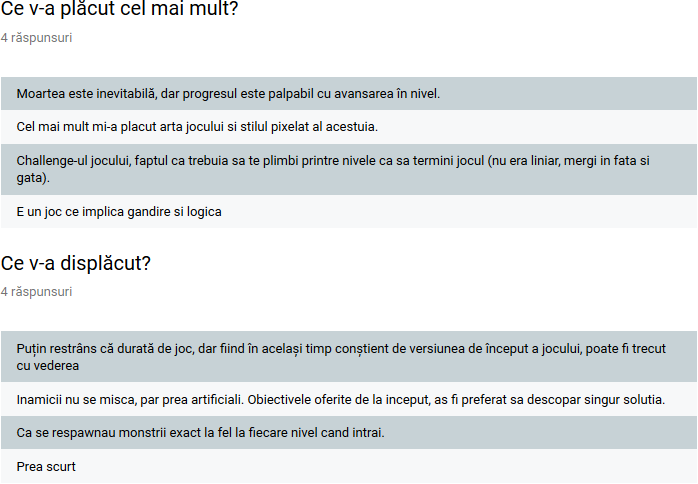 Ce v-a plăcut cel mai mult?
4 răspunsuri
Moartea este inevitabilă, dar progresul este palpabil cu avansarea în nivel.
Cel mai mult mi-a placut arta jocului si stilul pixelat al acestuia.
Challenge-ul jocului, faptul ca trebuia sa te plimbi printre nivele ca sa termini jocul (nu era liniar, mergi in fata si
gata).
E un joc ce implica gandire si logica
Ce v-a displăcut?
4 răspunsuri
Puțin restrâns că durată de joc, dar fiind în același timp conștient de versiunea de început a jocului, poate fi trecut
cu vederea
Inamicii nu se misca, par prea artificiali. Obiectivele oferite de la inceput, as fi preferat sa descopar singur solutia.
Ca se respawnau monstrii exact la fel la fiecare nivel cand intrai.
Prea scurt